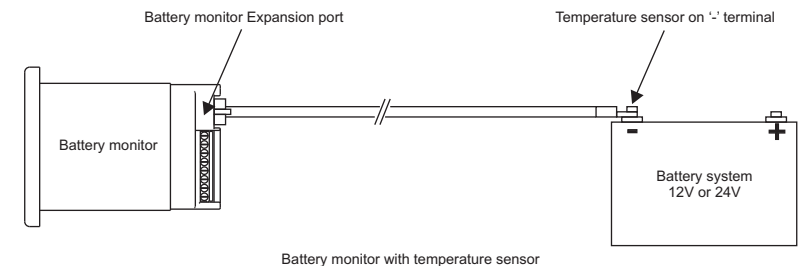 Battery monitor Expansion port
Temperature sensor on ‘-’ terminal
Battery monitor
- +
Battery system
12V or 24V
Battery monitor with temperature sensor